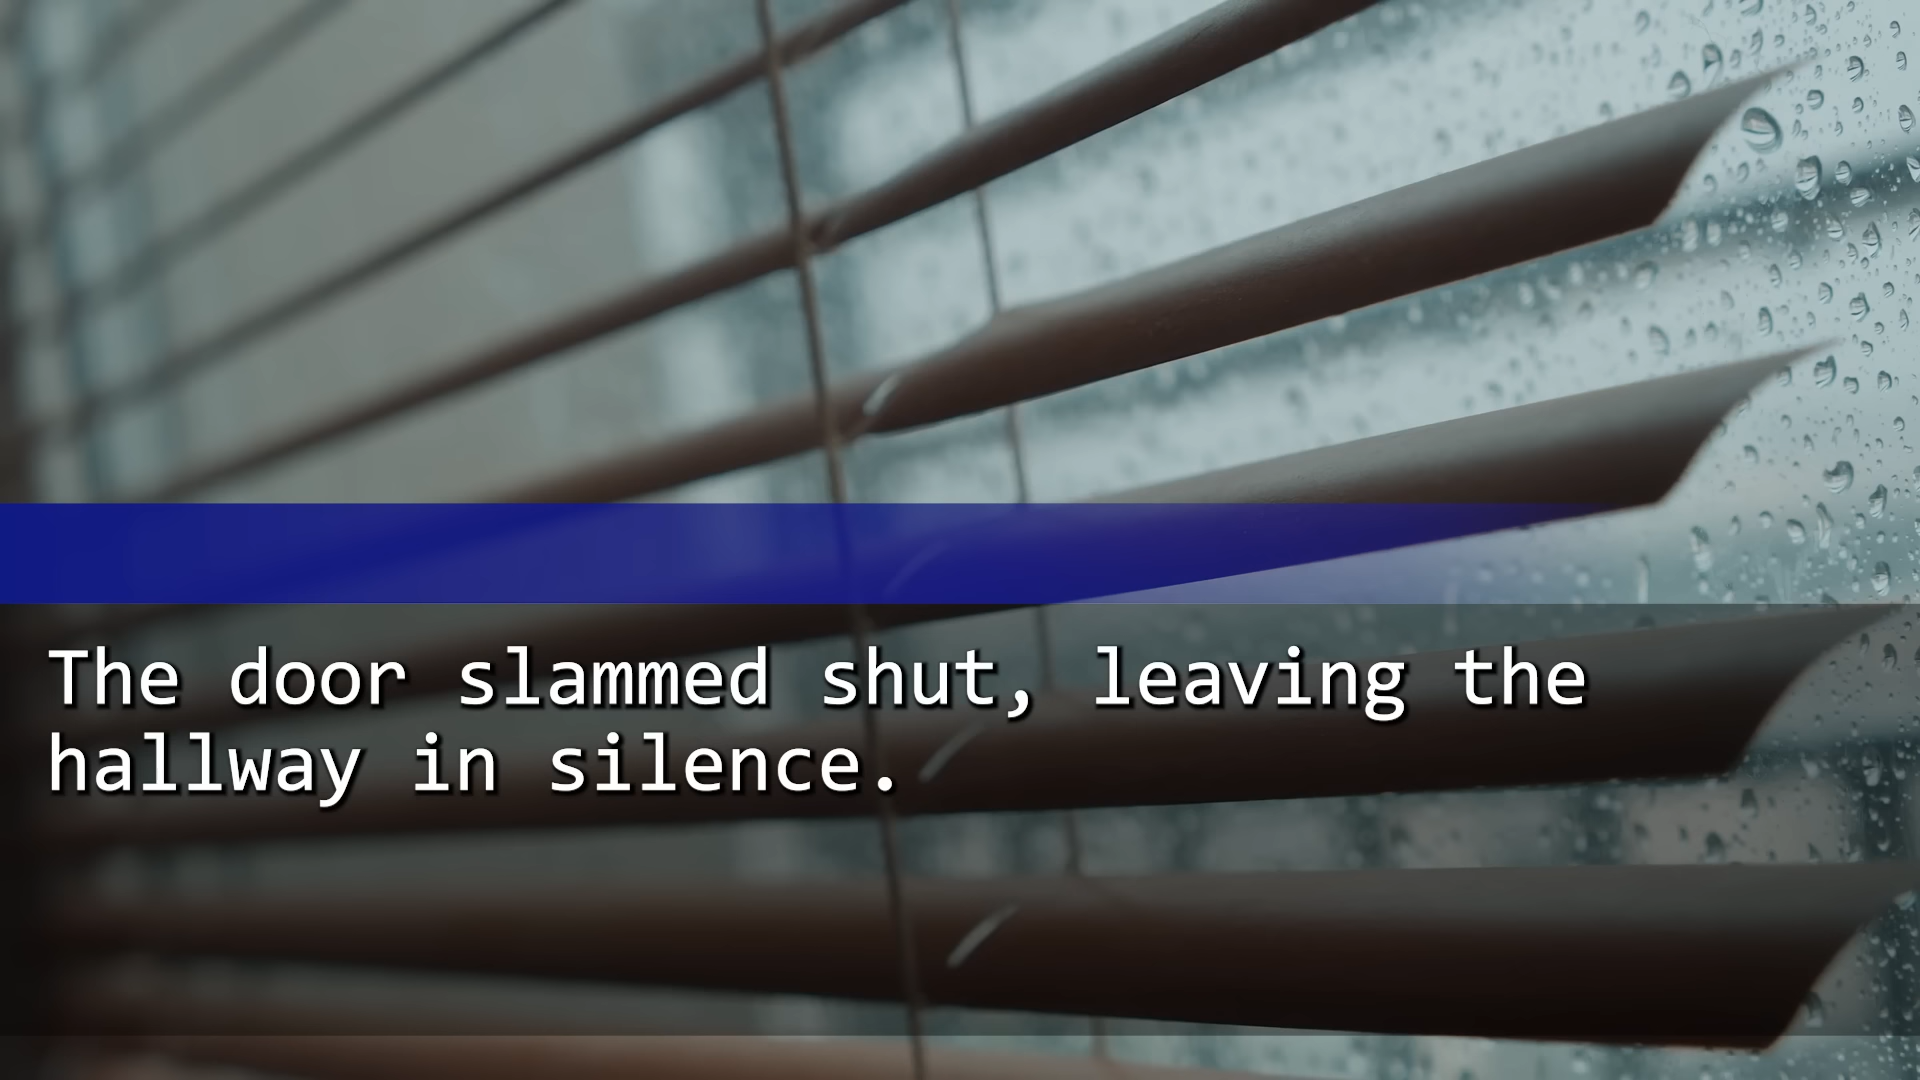 The door slammed shut, leaving the
hallway in silence.